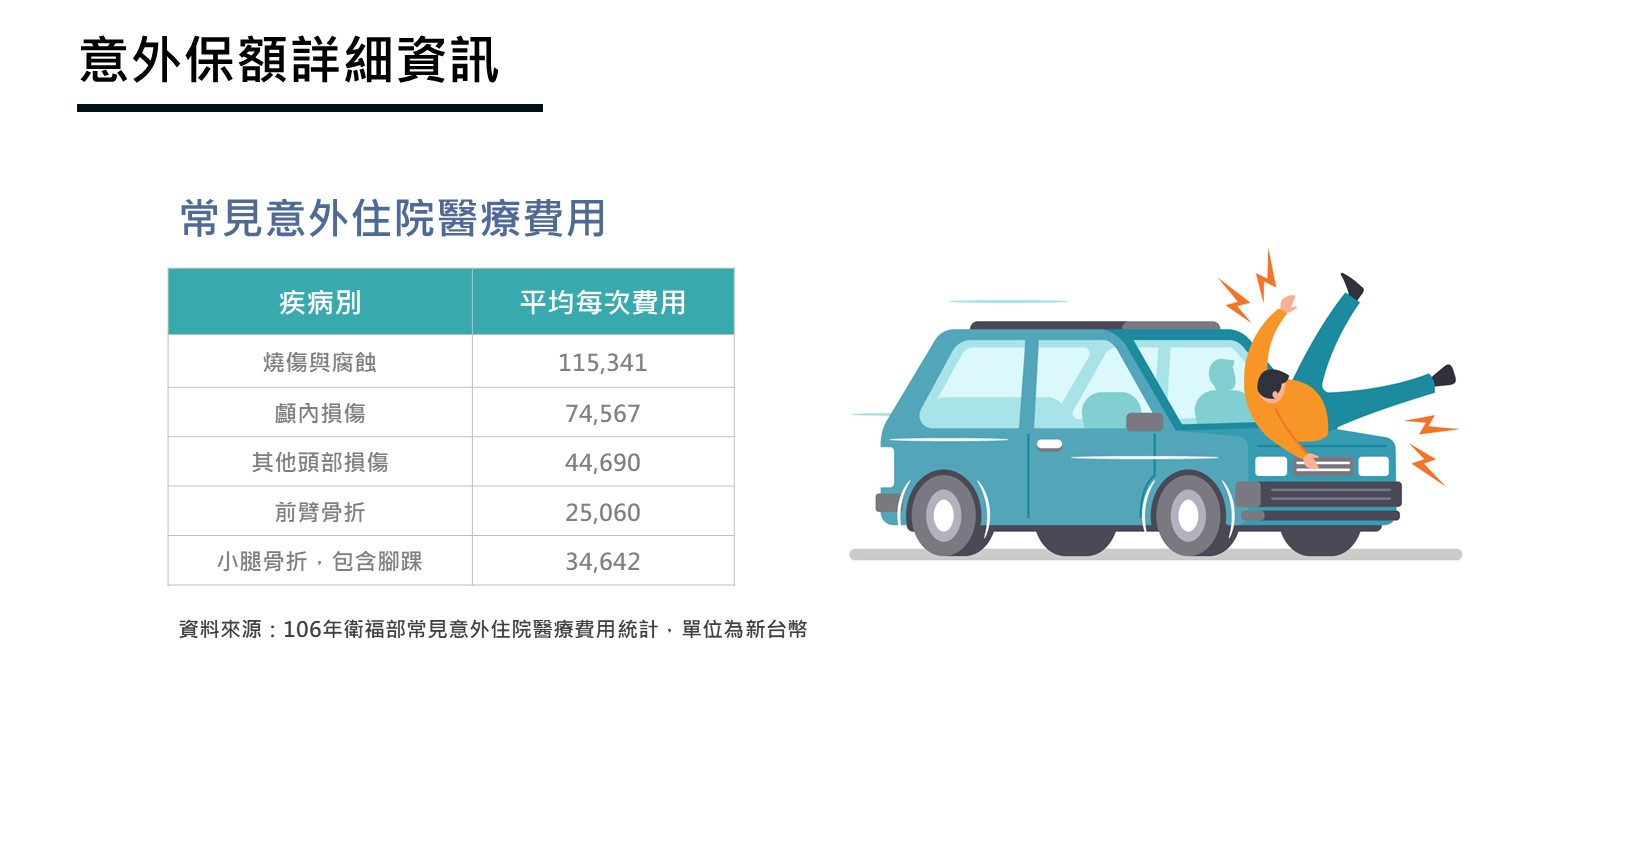 意外保額詳細資訊
常見意外住院醫療費用
疾病別 平均每次費用
燒傷與腐蝕 115,341
顱內損傷 74,567
其他頭部損傷 44,690
前臂骨折 25,060
小腿骨折，包含腳踝 34,642
資料來源：106年衛福部常見意外住院醫療費用統計，單位為新台幣